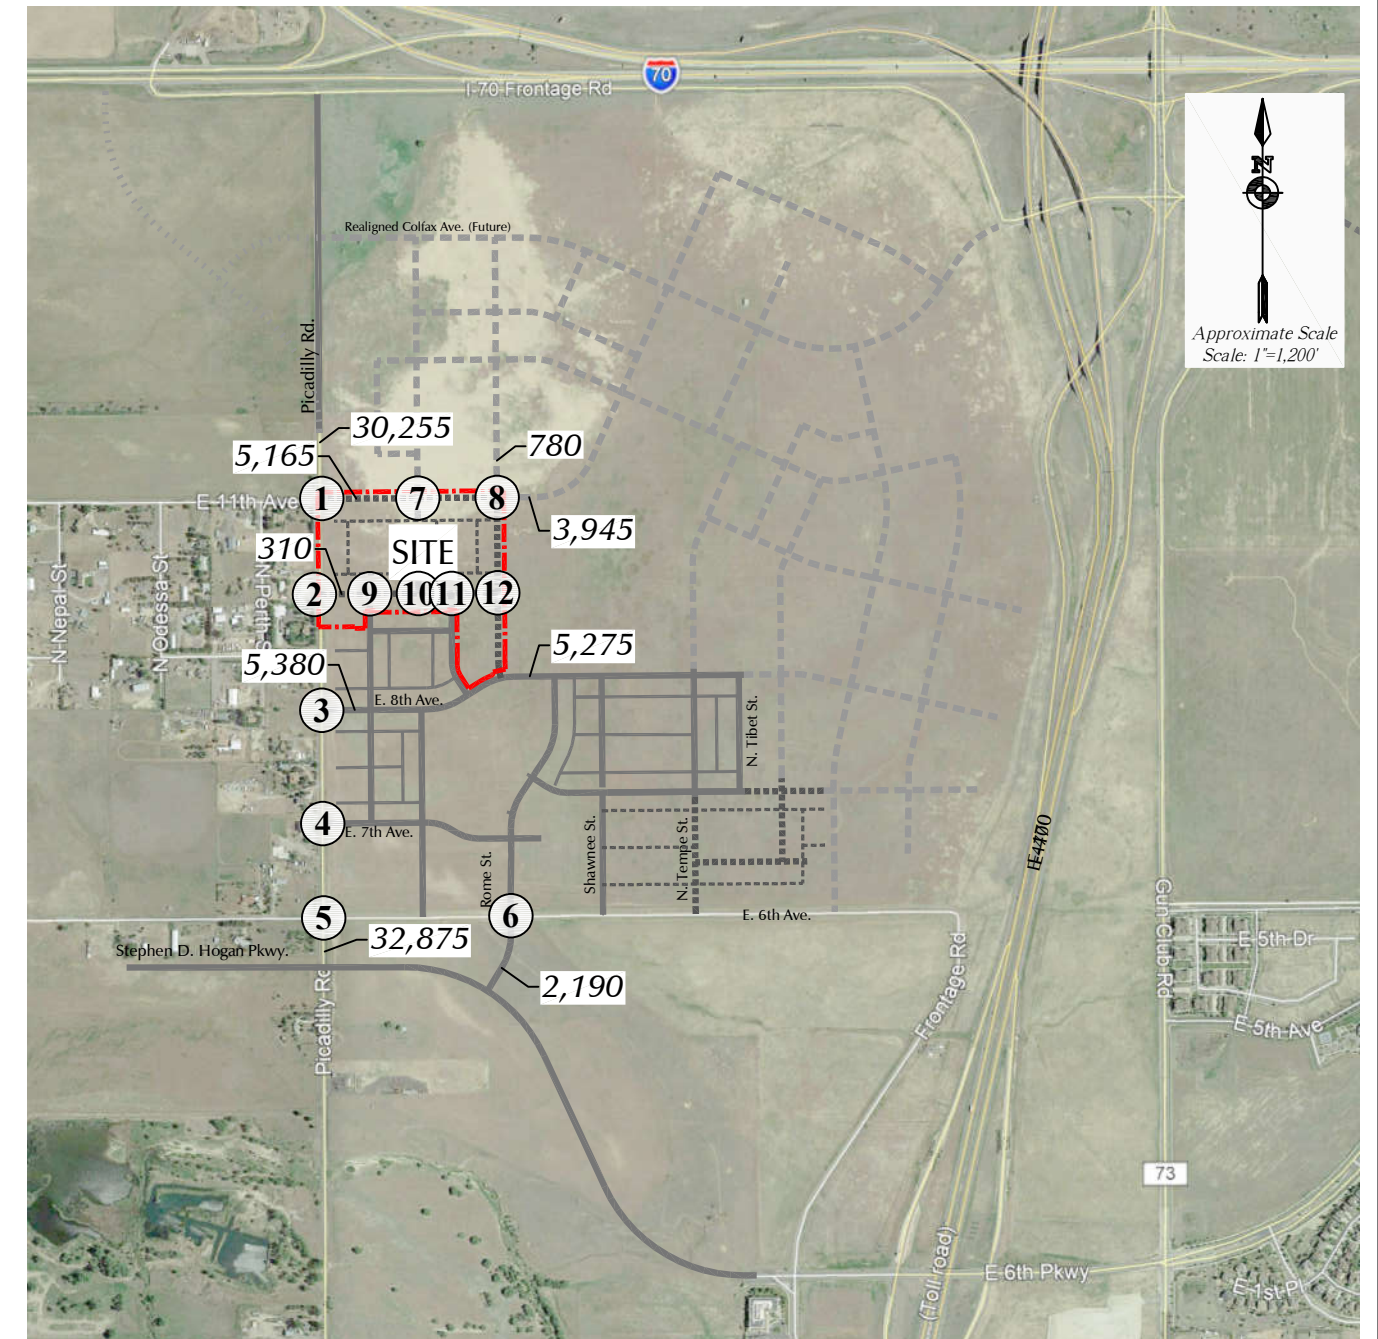 70
I-70 Frontage Rd
N
Approximate Scale
Scale: 1"=1,200'
Realigned Colfax Ave. (Future)
Picadilly Rd.
30,255
5,165
780
E 11th Ave
1
7
8
3,945
310
SITE
2
9
10
11
12
N Nepal St
N Odessa St
N Perth S
5,275
5,380
E. 8th Ave.
3
N. Tibet St.
4
E. 7th Ave.
Rome St.
Shawnee St.
N. Tempe St.
E. 6th Ave.
5
6
32,875
Stephen D. Hogan Pkwy.
2,190
Picadilly Rd
Frontage Rd
Gun Club Rd
E 5th Dr
E 5th Ave
73
(Toll road)
E 6th Pkwy
E 1st Pl